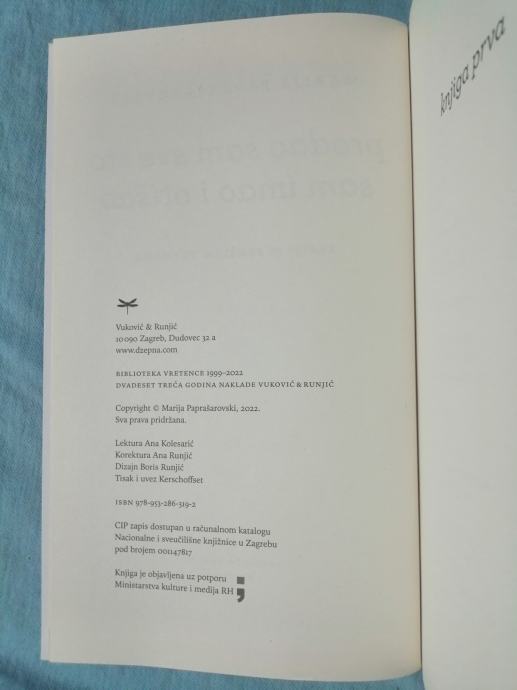 Vuković & Runjić
10090 Zagreb, Dudovec 32 a
www.dzepna.com
BIBLIOTEKA VRETENCE 1999–2022
DVADESET TREĆA GODINA NAKLADE VUKOVIĆ & RUNJIĆ
Copyright © Marija Paprašarovski, 2022.
Sva prava pridržana.
Lektura Ana Kolesarić
Korektura Ana Runjić
Dizajn Boris Runjić
Tisak i uvez Kerschoffset
ISBN 978-953-286-319-2
CIP zapis dostupan u računalnom katalogu
Nacionalne i sveučilišne knjižnice u Zagrebu
pod brojem 001147817
Knjiga je objavljena uz potporu
Ministarstva kulture i medija RH
knjiga prva